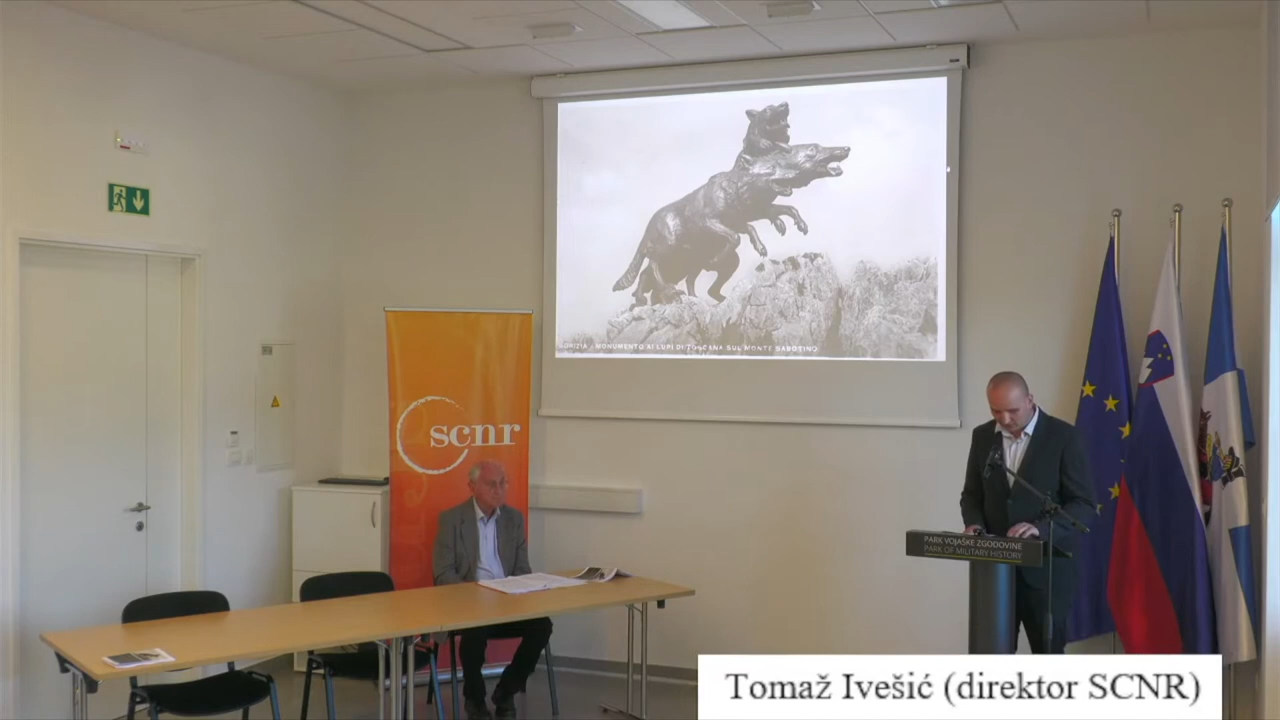 GORIZIA - MONUMENTO AI LUPI DI TOSCANA SUL MONTE SABOTINO
scnr
PARK VOJAŠKE ZGODOVINE
PARK OF MILITARY HISTORY
Tomaž Ivešić (direktor SCNR)